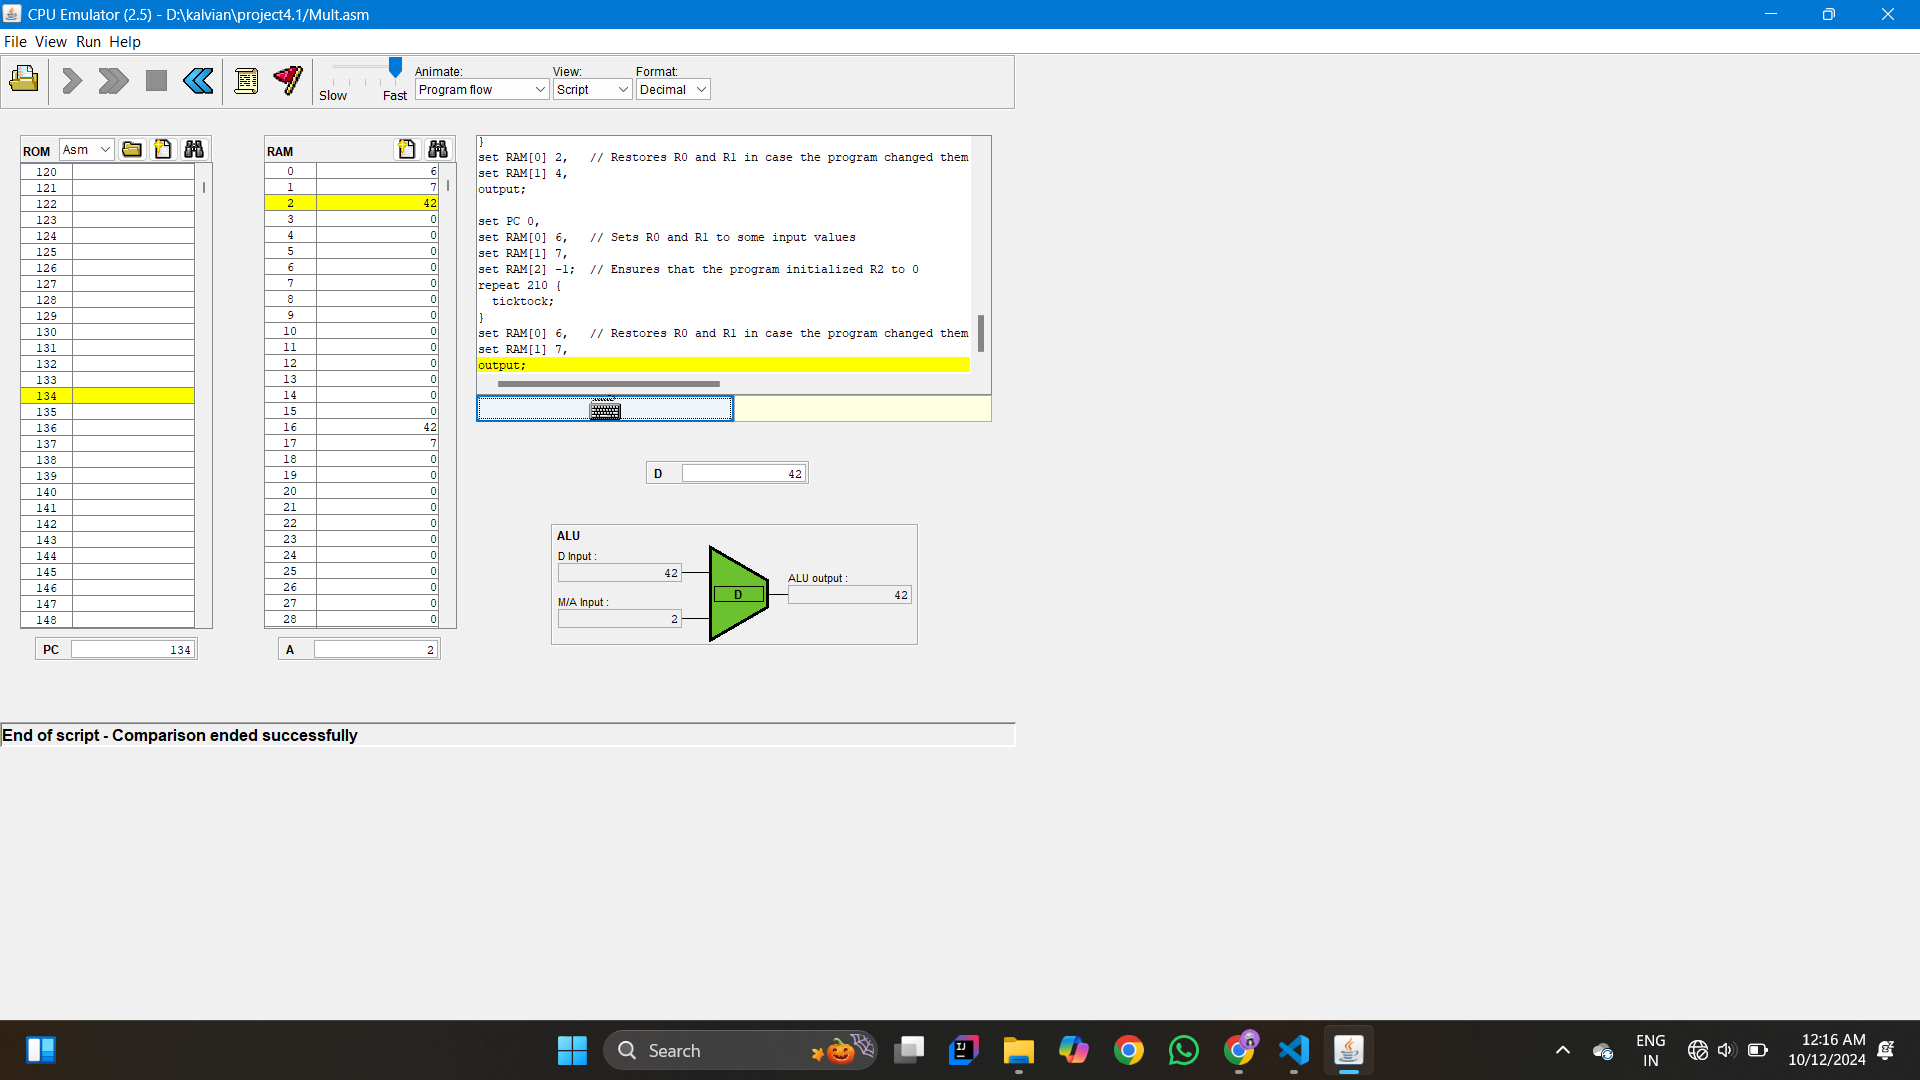 CPU Emulator (2.5) - D:\kalvian\project4.1/Mult.asm
File View Run Help
Slow
Fast
Animate:
Program flow
View:
Script
Format:
Decimal
ROM Asm
120
121
122
123
124
125
126
127
128
129
130
131
132
133
134
135
136
137
138
139
140
141
142
143
144
145
146
147
148
PC 134
RAM
0 6
1 7
2 42
3 0
4 0
5 0
6 0
7 0
8 0
9 0
10 0
11 0
12 0
13 0
14 0
15 0
16 42
17 7
18 0
19 0
20 0
21 0
22 0
23 0
24 0
25 0
26 0
27 0
28 0
A 2
}
set RAM[0] 2,   // Restores R0 and R1 in case the program changed them
set RAM[1] 4,
output;
set PC 0,
set RAM[0] 6,   // Sets R0 and R1 to some input values
set RAM[1] 7,
set RAM[2] -1;  // Ensures that the program initialized R2 to 0
repeat 210 {
  ticktock;
}
set RAM[0] 6,   // Restores R0 and R1 in case the program changed them
set RAM[1] 7,
output;
D 42
ALU
D Input :
42
M/A Input :
2
D
ALU output :
42
End of script - Comparison ended successfully
Search
ENG
IN
12:16 AM
10/12/2024